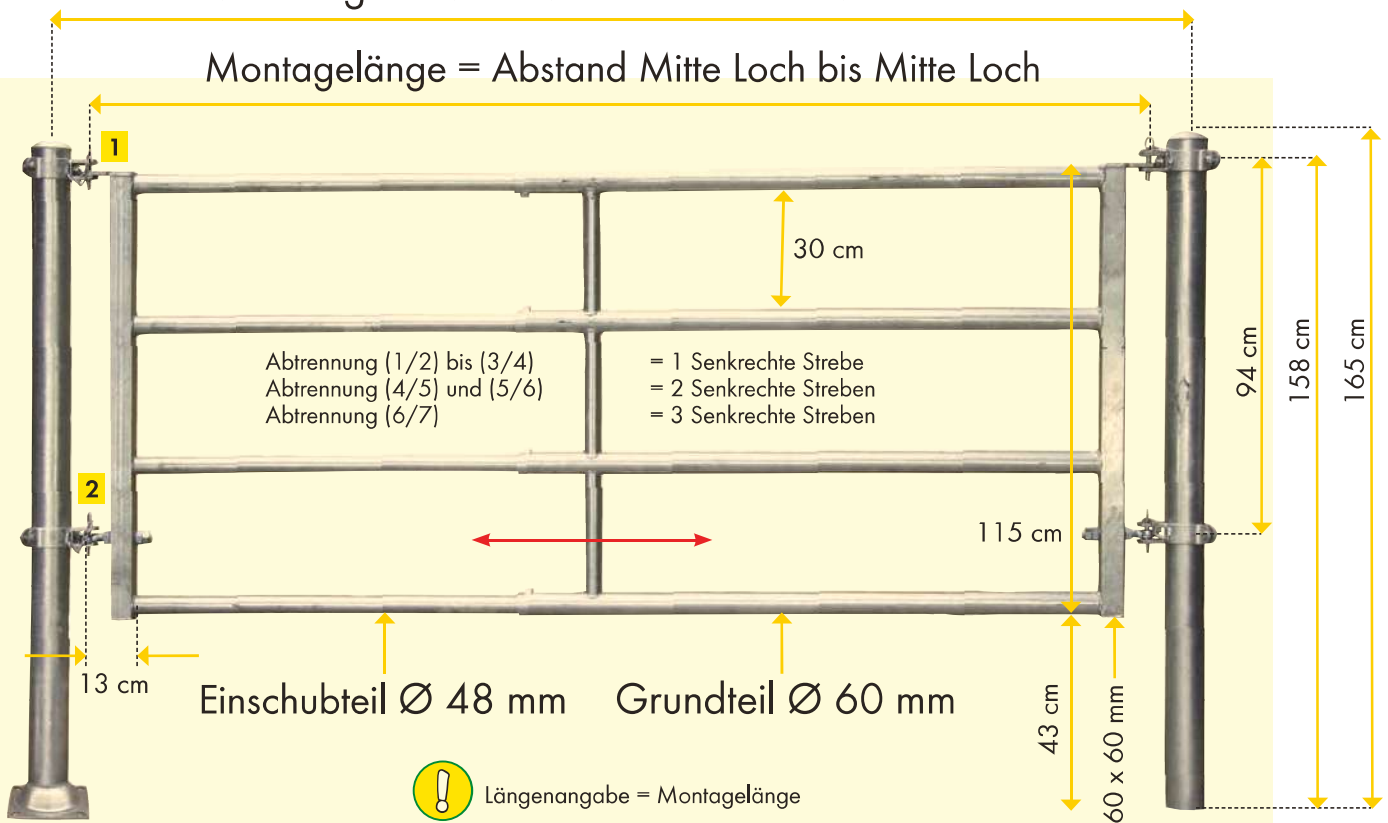 Montagelänge = Abstand Mitte Loch bis Mitte Loch
1
30 cm
Abtrennung (1/2) bis (3/4) = 1 Senkrechte Strebe
Abtrennung (4/5) und (5/6) = 2 Senkrechte Streben
Abtrennung (6/7) = 3 Senkrechte Streben
94 cm
158 cm
165 cm
2
115 cm
13 cm
Einschubteil Ø 48 mm
Grundteil Ø 60 mm
43 cm
60 x 60 mm
Längenangabe = Montagelänge